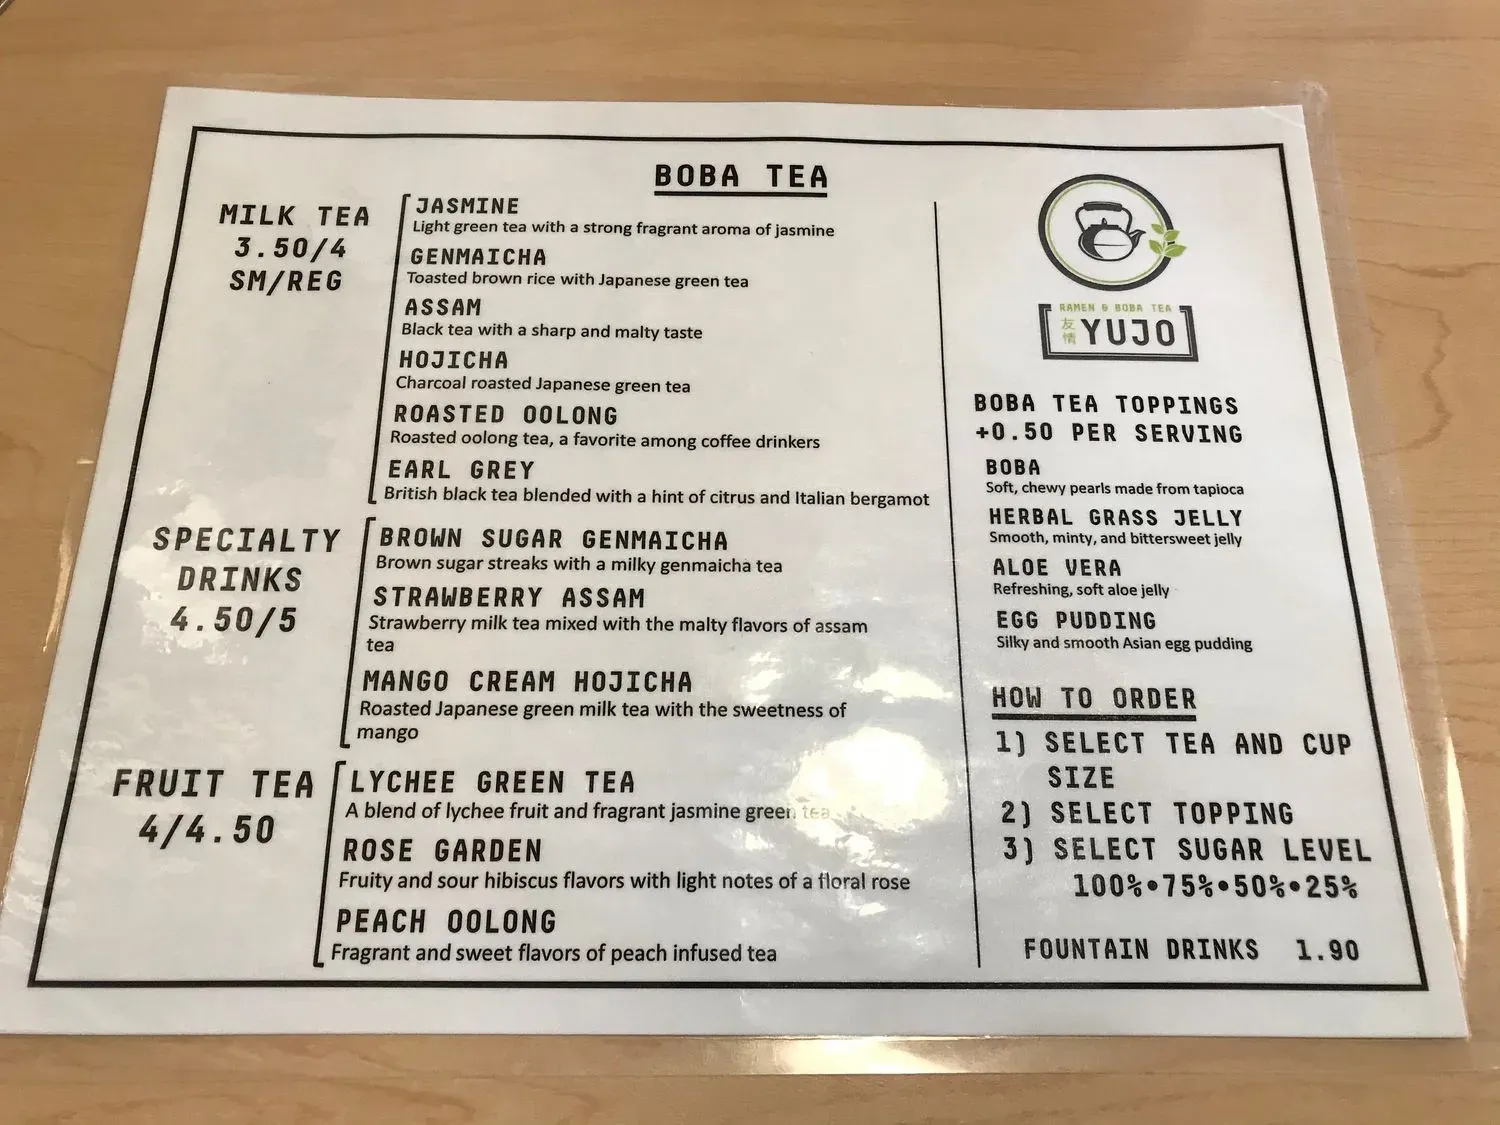 BOBA TEA
MILK TEA
3.50/4
SM/REG
JASMINE
Light green tea with a strong fragrant aroma of jasmine
GENMAICHA
Toasted brown rice with Japanese green tea
ASSAM
Black tea with a sharp and malty taste
HOJICHA
Charcoal roasted Japanese green tea
ROASTED OOLONG
Roasted oolong tea, a favorite among coffee drinkers
EARL GREY
British black tea blended with a hint of citrus and Italian bergamot
SPECIALTY
DRINKS
4.50/5
BROWN SUGAR GENMAICHA
Brown sugar streaks with a milky genmaicha tea
STRAWBERRY ASSAM
Strawberry milk tea mixed with the malty flavors of assam
tea
MANGO CREAM HOJICHA
Roasted Japanese green milk tea with the sweetness of
mango
FRUIT TEA
4/4.50
LYCHEE GREEN TEA
A blend of lychee fruit and fragrant jasmine green tea
ROSE GARDEN
Fruity and sour hibiscus flavors with light notes of a floral rose
PEACH OOLONG
Fragrant and sweet flavors of peach infused tea
RAMEN & BOBA TEA
友情 YUJO
BOBA TEA TOPPINGS
+0.50 PER SERVING
BOBA
Soft, chewy pearls made from tapioca
HERBAL GRASS JELLY
Smooth, minty, and bittersweet jelly
ALOE VERA
Refreshing, soft aloe jelly
EGG PUDDING
Silky and smooth Asian egg pudding
HOW TO ORDER
1) SELECT TEA AND CUP
SIZE
2) SELECT TOPPING
3) SELECT SUGAR LEVEL
100%•75%•50%•25%
FOUNTAIN DRINKS 1.90